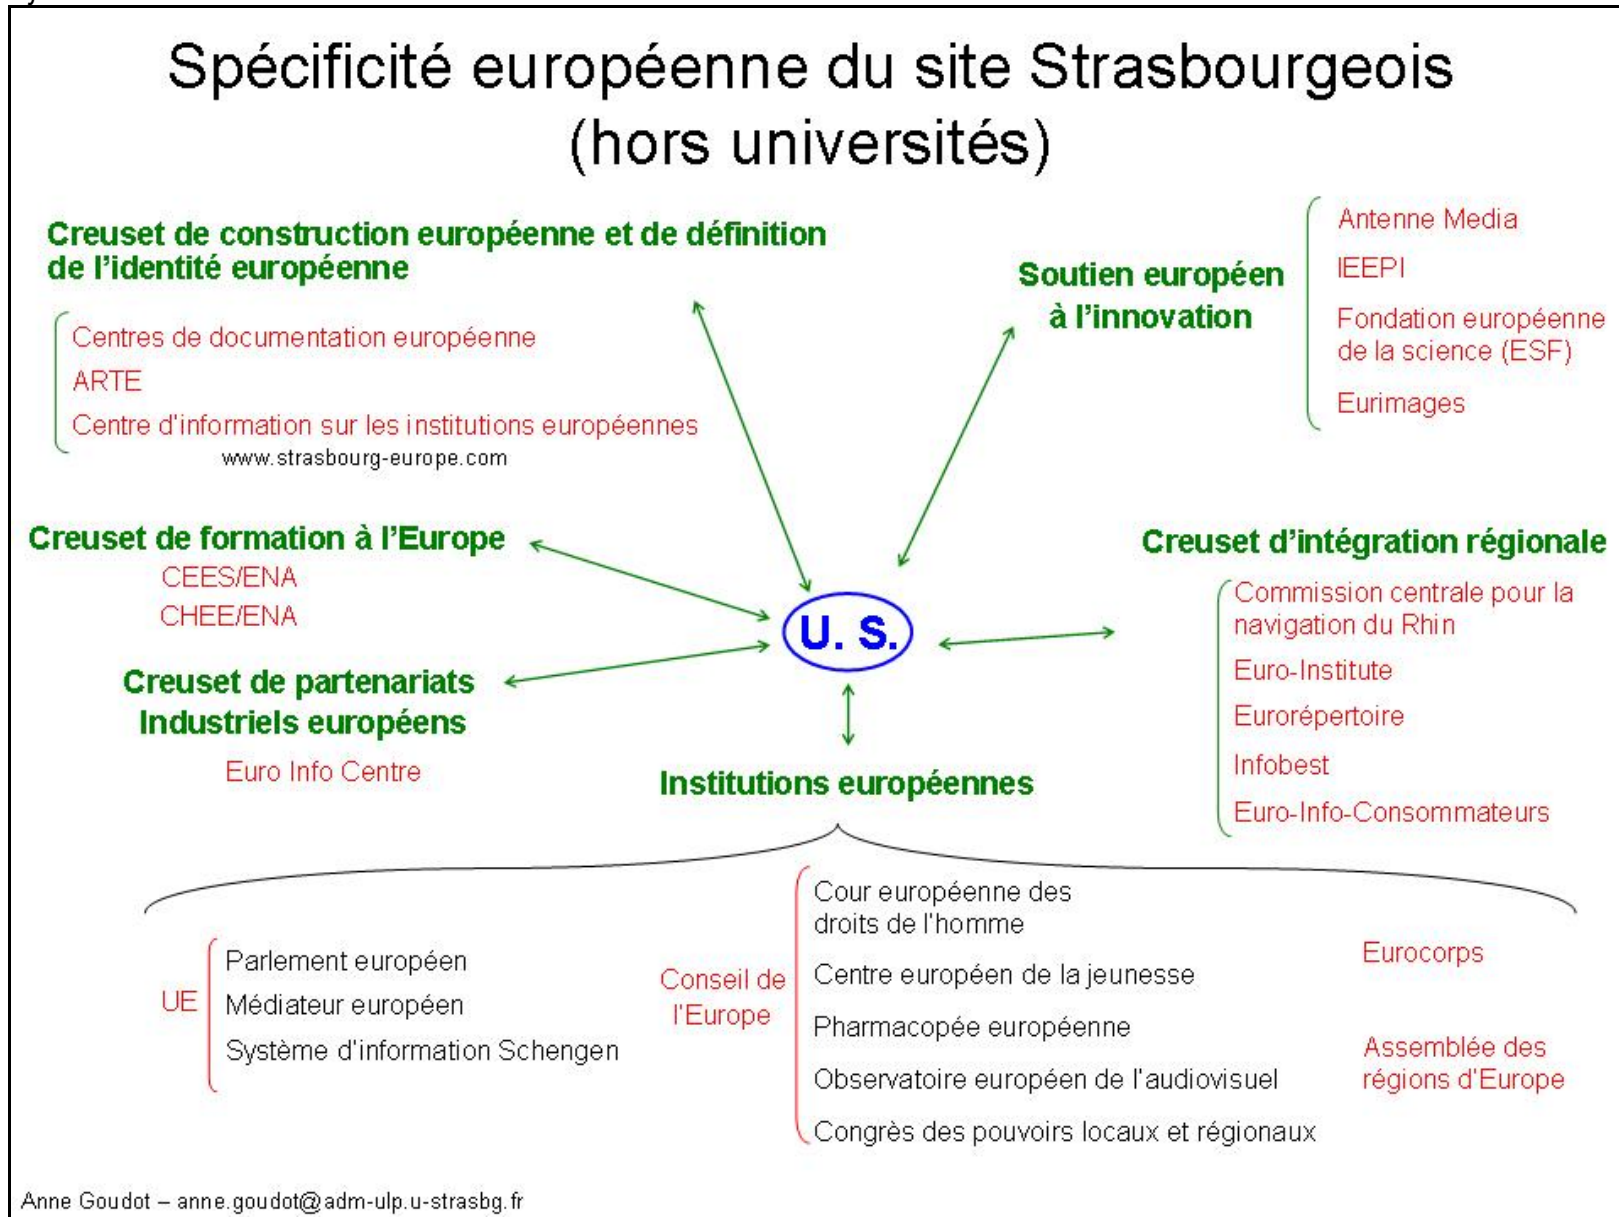 Spécificité européenne du site Strasbourgeois
(hors universités)
Creuset de construction européenne et de définition
de l'identité européenne
Centres de documentation européenne
ARTE
Centre d'information sur les institutions européennes
www.strasbourg-europe.com
Soutien européen
à l'innovation
Antenne Media
IEEPI
Fondation européenne
de la science (ESF)
Eurimages
Creuset de formation à l'Europe
CEES/ENA
CHEE/ENA
U. S.
Creuset d'intégration régionale
Commission centrale pour la
navigation du Rhin
Euro-Institute
Eurorépertoire
Infobest
Euro-Info-Consommateurs
Creuset de partenariats
Industriels européens
Euro Info Centre
Institutions européennes
UE
Parlement européen
Médiateur européen
Système d'information Schengen
Conseil de
l'Europe
Cour européenne des
droits de l'homme
Centre européen de la jeunesse
Pharmacopée européenne
Observatoire européen de l'audiovisuel
Congrès des pouvoirs locaux et régionaux
Eurocorps
Assemblée des
régions d'Europe
Anne Goudot – anne.goudot@adm-ulp.u-strasbg.fr